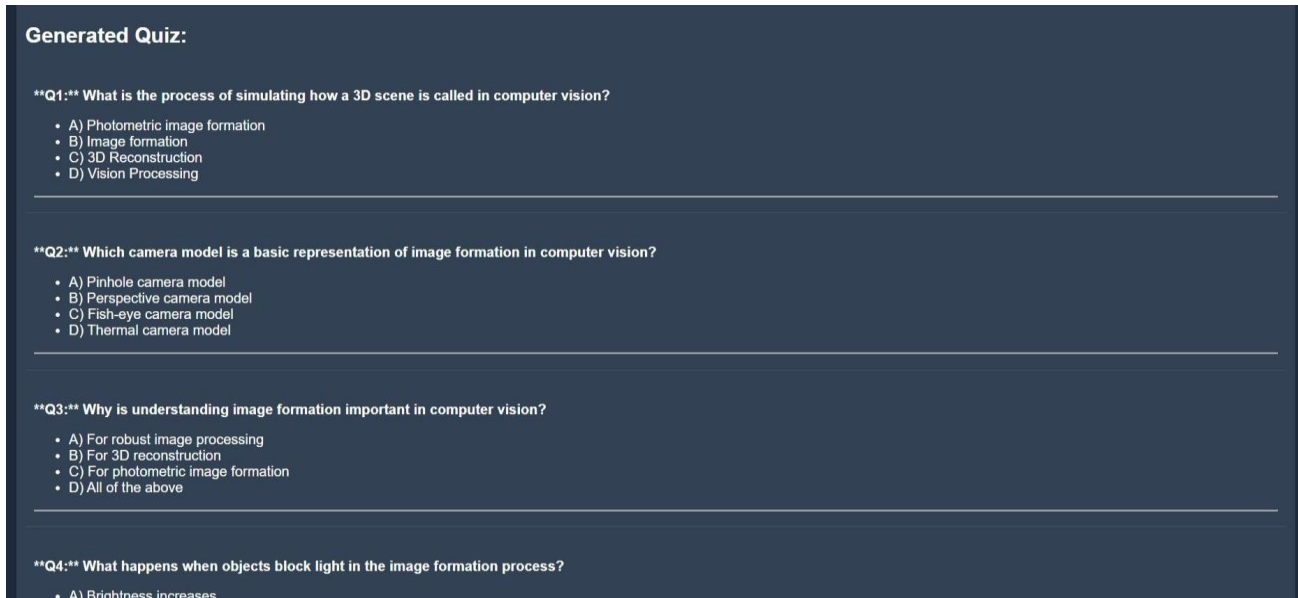 Generated Quiz:
**Q1:** What is the process of simulating how a 3D scene is called in computer vision?
• A) Photometric image formation
• B) Image formation
• C) 3D Reconstruction
• D) Vision Processing
**Q2:** Which camera model is a basic representation of image formation in computer vision?
• A) Pinhole camera model
• B) Perspective camera model
• C) Fish-eye camera model
• D) Thermal camera model
**Q3:** Why is understanding image formation important in computer vision?
• A) For robust image processing
• B) For 3D reconstruction
• C) For photometric image formation
• D) All of the above
**Q4:** What happens when objects block light in the image formation process?
• A) Brightness increases